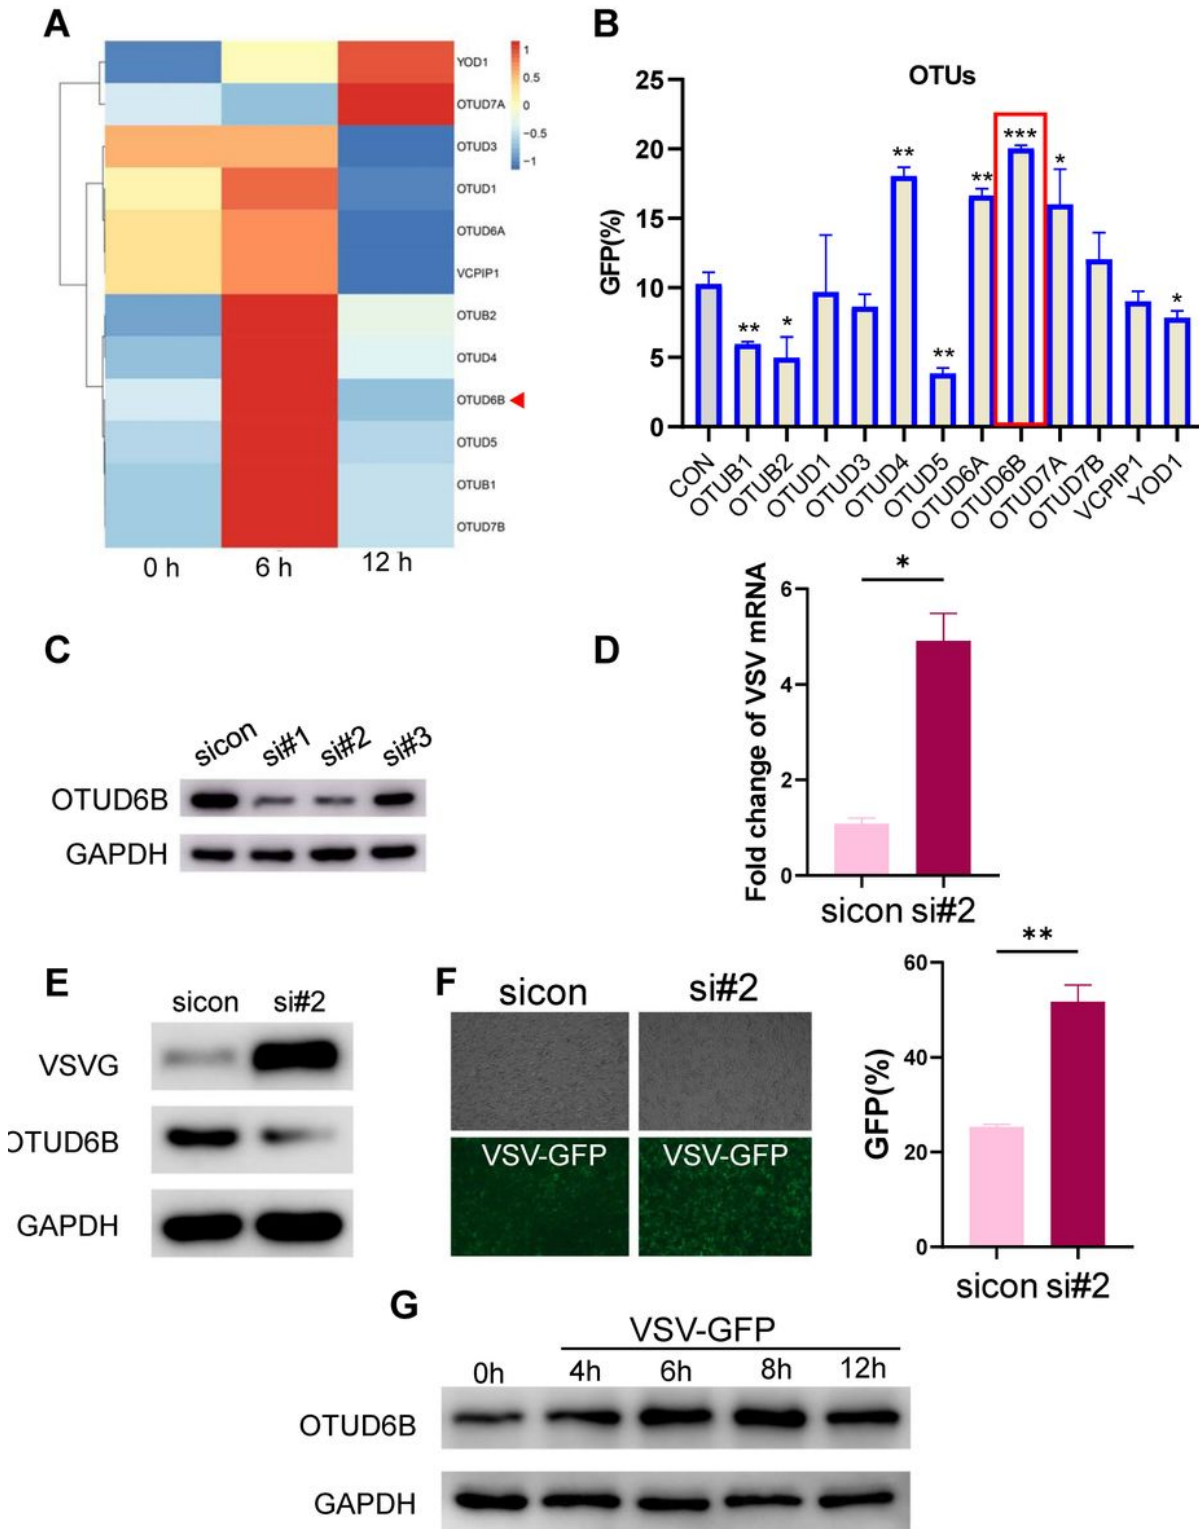 A
YOD1
OTUD7A
OTUD3
OTUD1
OTUD6A
VCPIP1
OTUB2
OTUD4
OTUD6B
OTUD5
OTUB1
OTUD7B
1
0.5
0
−0.5
−1
0 h 6 h 12 h
B
OTUs
GFP(%)
25
20
15
10
5
0
** * ** ** ** *** * *
CON OTUB1 OTUB2 OTUD1 OTUD3 OTUD4 OTUD5 OTUD6A OTUD6B OTUD7A OTUD7B VCPIP1 YOD1
C
sicon si#1 si#2 si#3
OTUD6B
GAPDH
D
Fold change of VSV mRNA
6
4
2
0
*
sicon si#2
E
sicon si#2
VSVG
OTUD6B
GAPDH
F
sicon si#2
VSV-GFP VSV-GFP
GFP(%)
60
40
20
0
**
sicon si#2
G
VSV-GFP
0h 4h 6h 8h 12h
OTUD6B
GAPDH